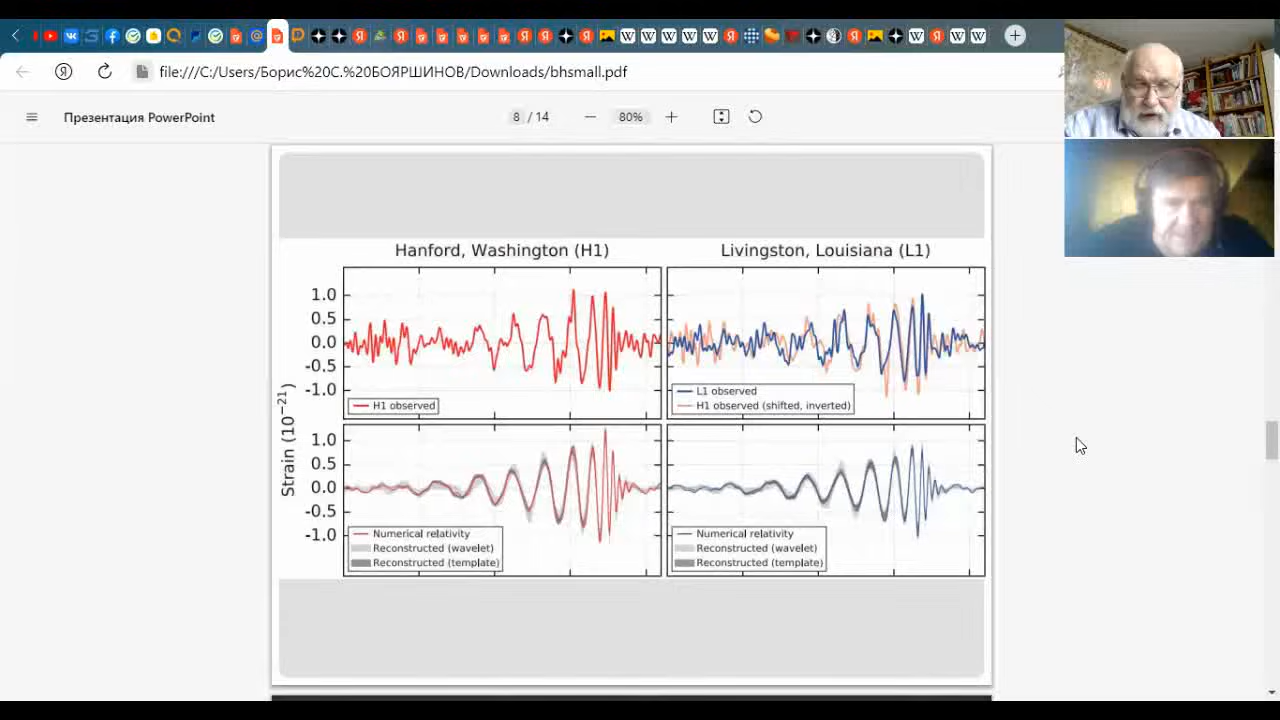 file:///C:/Users/Борис%20С.%20БОЯРШИНОВ/Downloads/bhsmall.pdf
Презентация PowerPoint
8 / 14
80%
Hanford, Washington (H1)
Livingston, Louisiana (L1)
Strain (10⁻²¹)
1.0
0.5
0.0
-0.5
-1.0
H1 observed
L1 observed
H1 observed (shifted, inverted)
1.0
0.5
0.0
-0.5
-1.0
Numerical relativity
Reconstructed (wavelet)
Reconstructed (template)
Numerical relativity
Reconstructed (wavelet)
Reconstructed (template)